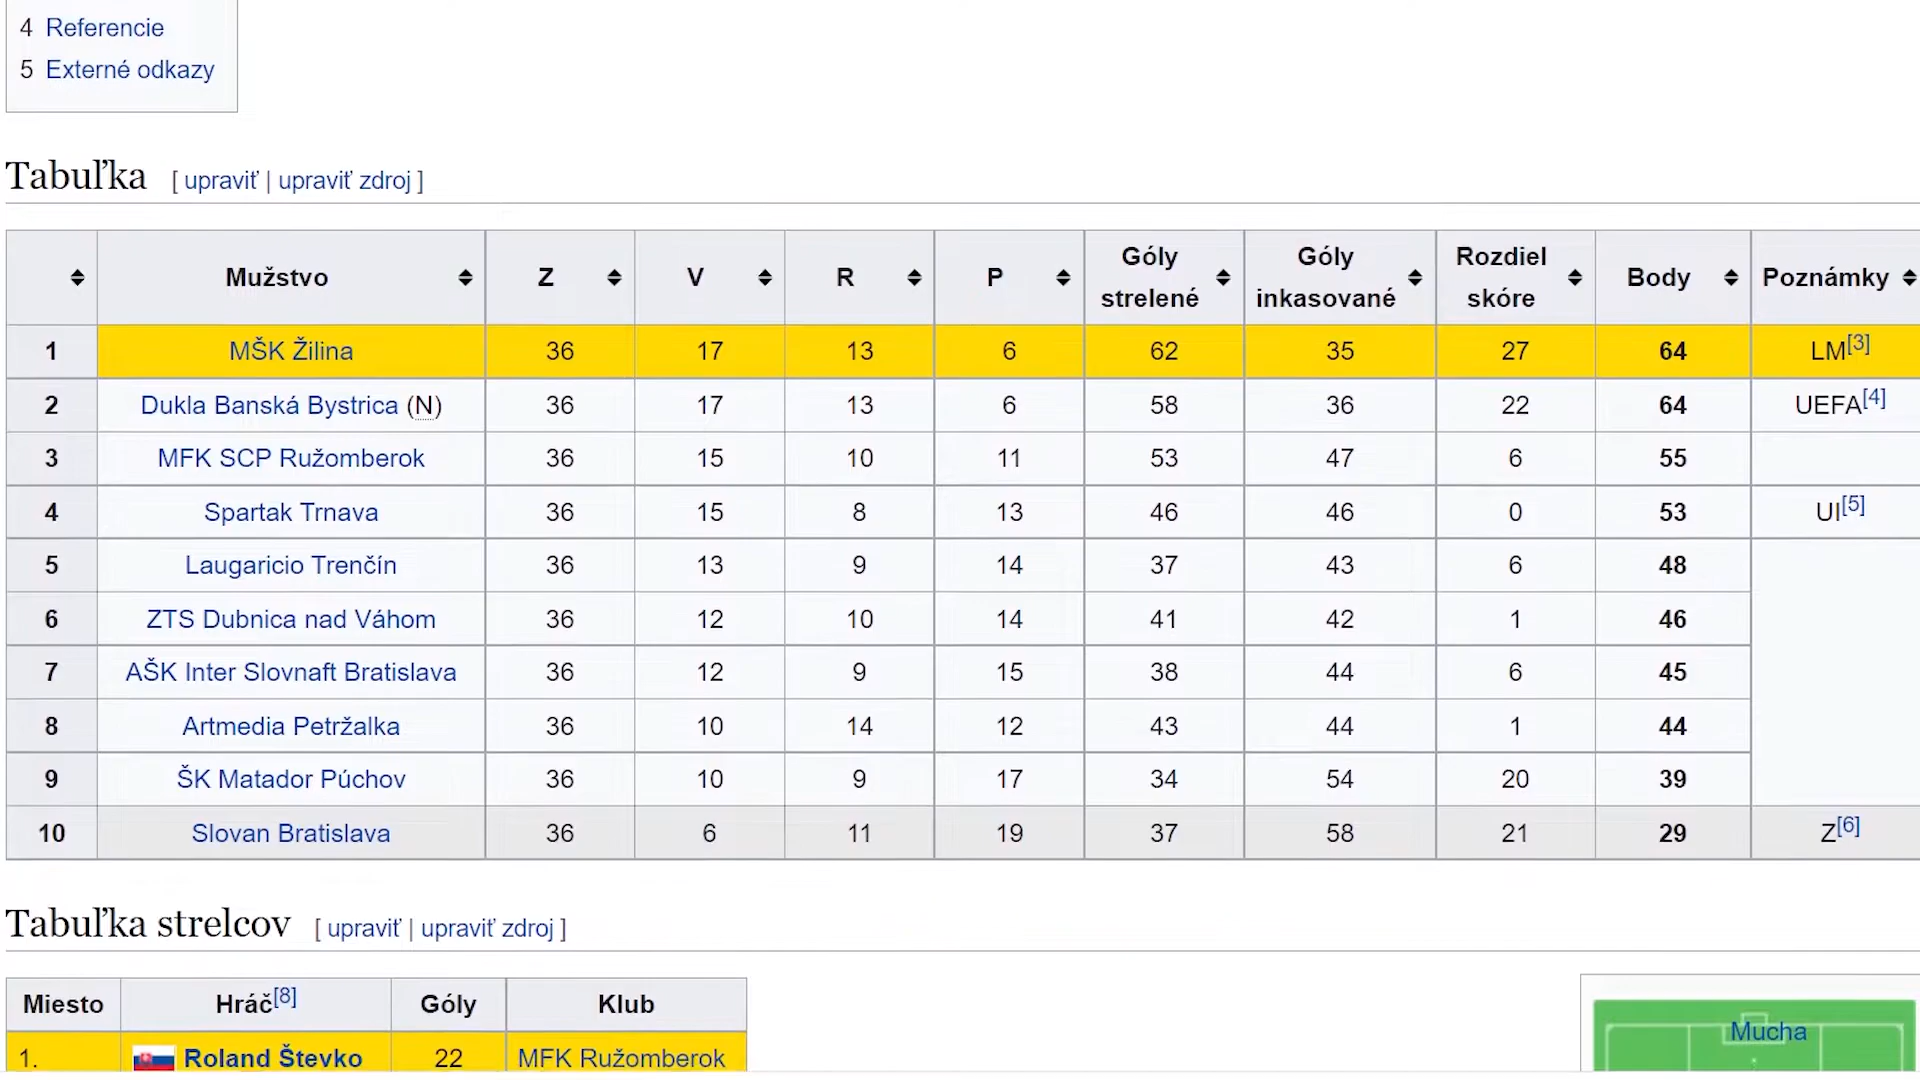 4 Referencie
5 Externé odkazy
Tabuľka [ upraviť | upraviť zdroj ]
Mužstvo Z V R P Góly strelené Góly inkasované Rozdiel skóre Body Poznámky
1 MŠK Žilina 36 17 13 6 62 35 27 64 LM[3]
2 Dukla Banská Bystrica (N) 36 17 13 6 58 36 22 64 UEFA[4]
3 MFK SCP Ružomberok 36 15 10 11 53 47 6 55
4 Spartak Trnava 36 15 8 13 46 46 0 53 UI[5]
5 Laugaricio Trenčín 36 13 9 14 37 43 6 48
6 ZTS Dubnica nad Váhom 36 12 10 14 41 42 1 46
7 AŠK Inter Slovnaft Bratislava 36 12 9 15 38 44 6 45
8 Artmedia Petržalka 36 10 14 12 43 44 1 44
9 ŠK Matador Púchov 36 10 9 17 34 54 20 39
10 Slovan Bratislava 36 6 11 19 37 58 21 29 Z[6]
Tabuľka strelcov [ upraviť | upraviť zdroj ]
Miesto Hráč[8] Góly Klub
1. Roland Števko 22 MFK Ružomberok
Mucha